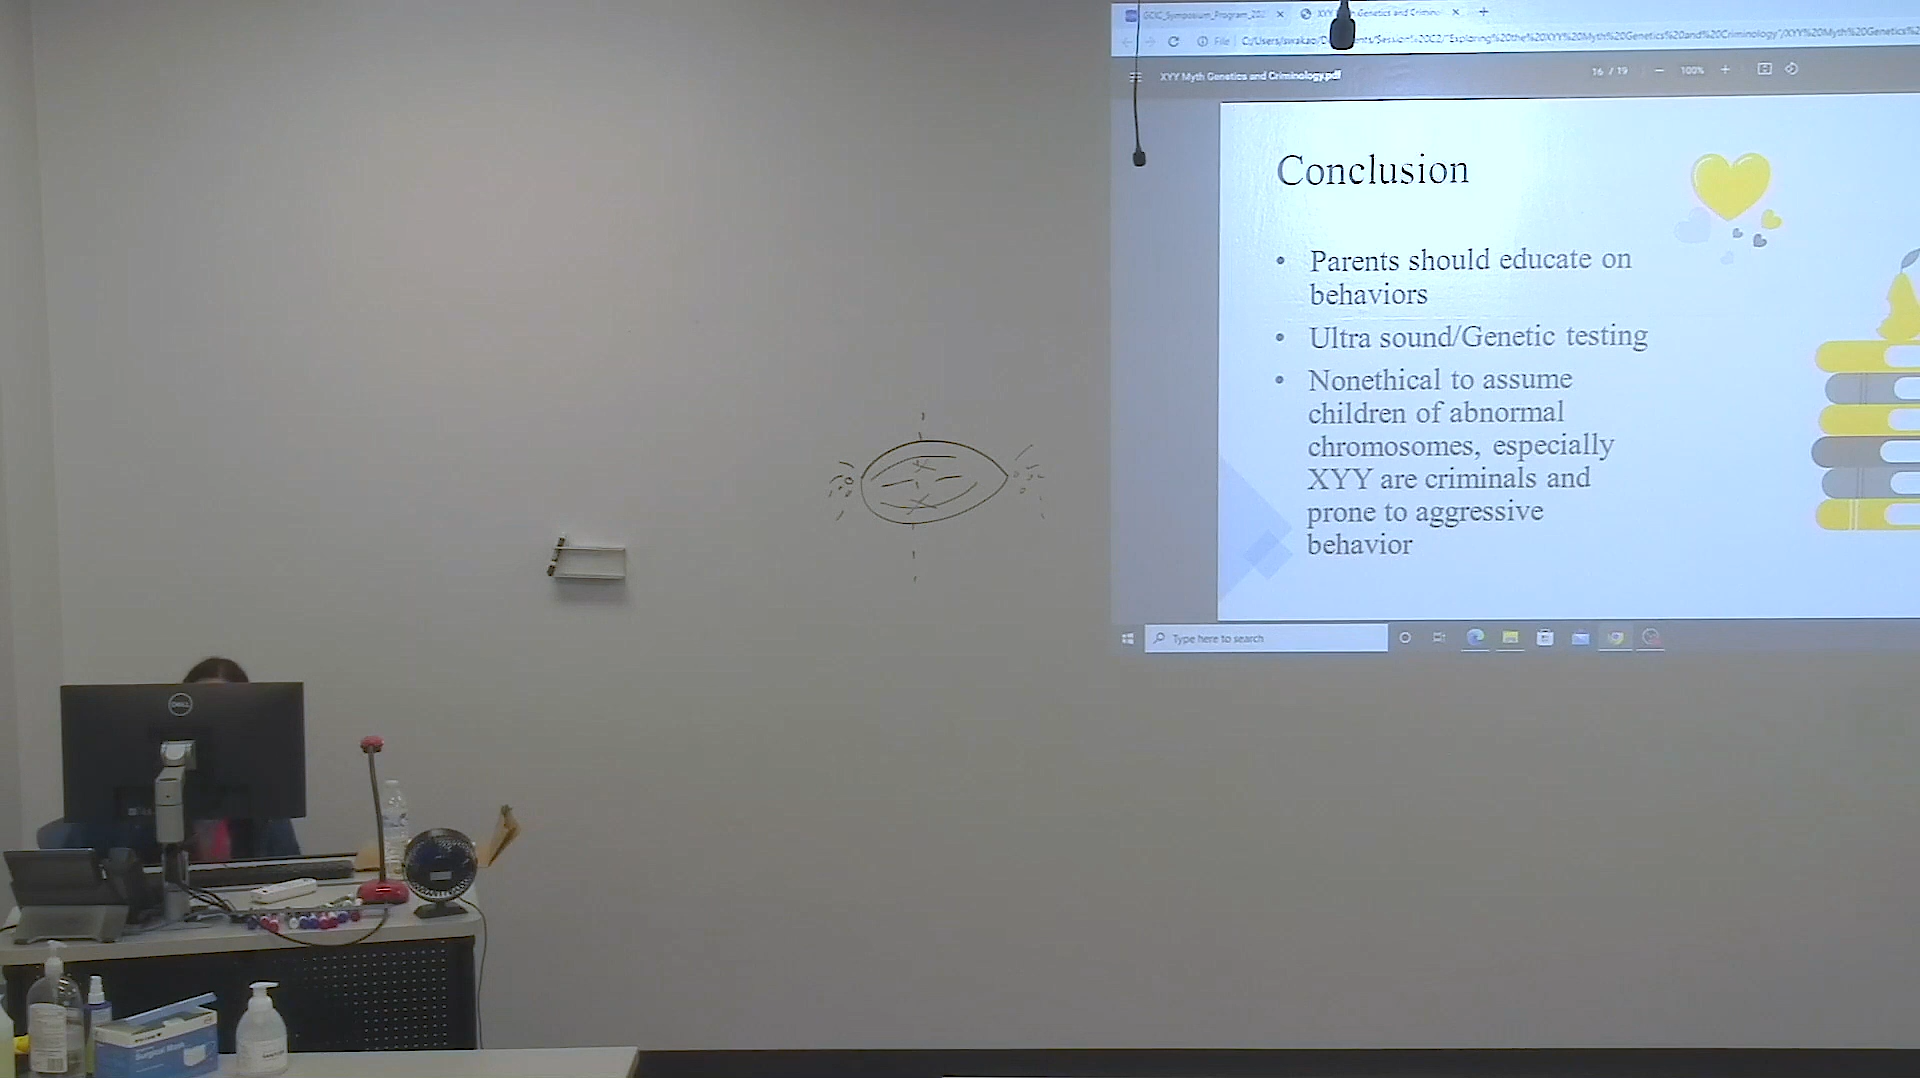 XYY Myth Genetics and Criminology.pdf
16 / 19
100%
Conclusion
• Parents should educate on
behaviors
• Ultra sound/Genetic testing
• Nonethical to assume
children of abnormal
chromosomes, especially
XYY are criminals and
prone to aggressive
behavior
Type here to search
DELL
Surgical Mask